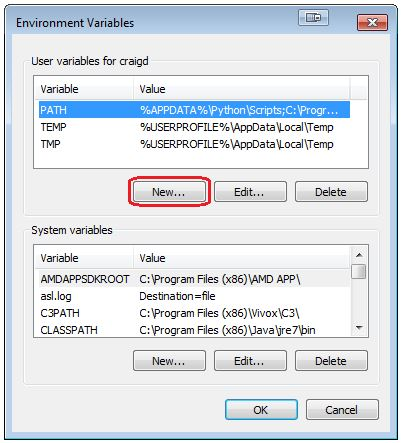 Environment Variables
User variables for craigd
Variable Value
PATH %APPDATA%\Python\Scripts;C:\Progr...
TEMP %USERPROFILE%\AppData\Local\Temp
TMP %USERPROFILE%\AppData\Local\Temp
New... Edit... Delete
System variables
Variable Value
AMDAPPSDKROOT C:\Program Files (x86)\AMD APP\
asl.log Destination=file
C3PATH C:\Program Files (x86)\Vivox\C3\
CLASSPATH C:\Program Files (x86)\Java\jre7\bin
New... Edit... Delete
OK Cancel